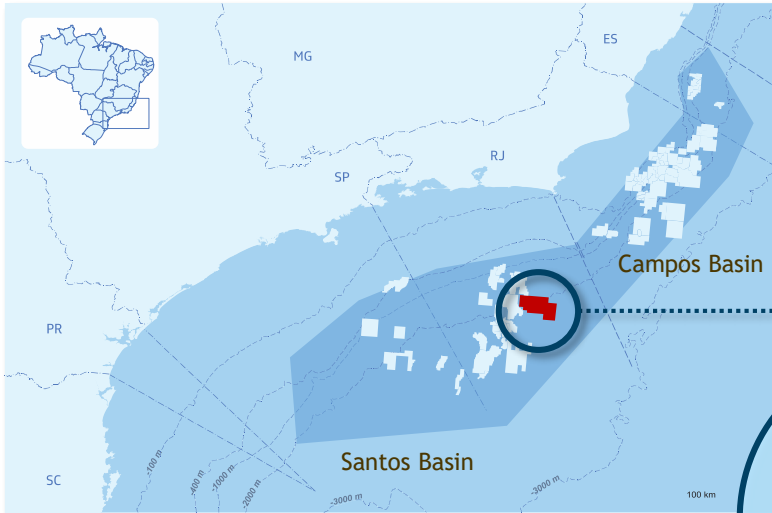 ES
MG
RJ
SP
Campos Basin
PR
Santos Basin
SC
-100 m
-400 m
-1000 m
-2000 m
-3000 m
-3000 m
100 km